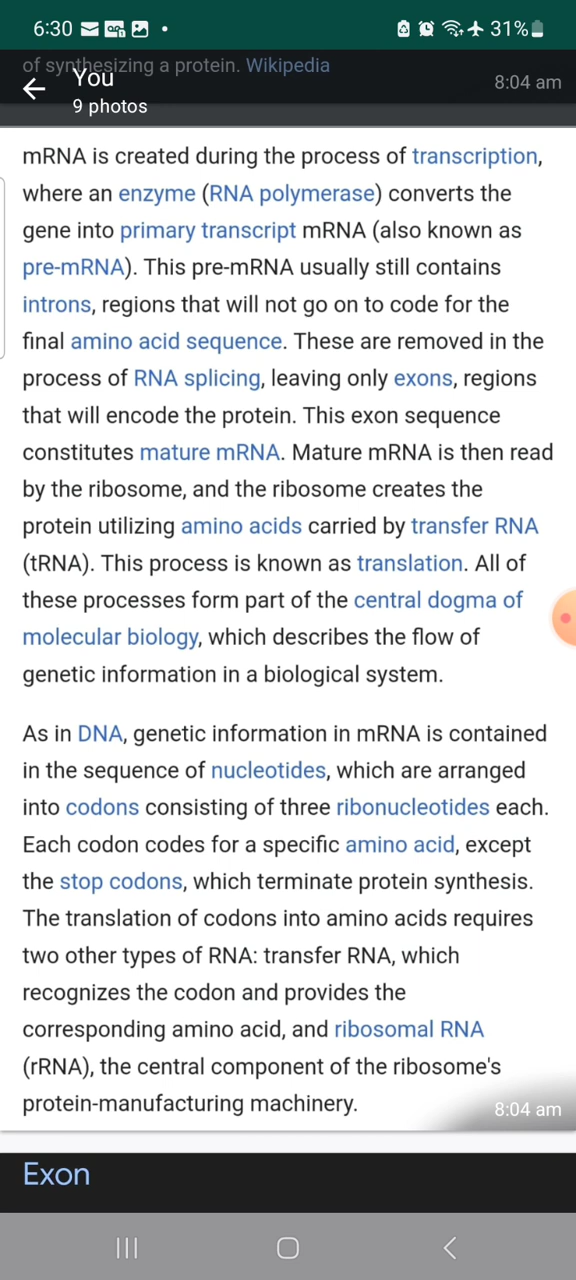 6:30 31%
of synthesizing a protein. Wikipedia
You
8:04 am
9 photos
mRNA is created during the process of transcription,
where an enzyme (RNA polymerase) converts the
gene into primary transcript mRNA (also known as
pre-mRNA). This pre-mRNA usually still contains
introns, regions that will not go on to code for the
final amino acid sequence. These are removed in the
process of RNA splicing, leaving only exons, regions
that will encode the protein. This exon sequence
constitutes mature mRNA. Mature mRNA is then read
by the ribosome, and the ribosome creates the
protein utilizing amino acids carried by transfer RNA
(tRNA). This process is known as translation. All of
these processes form part of the central dogma of
molecular biology, which describes the flow of
genetic information in a biological system.
As in DNA, genetic information in mRNA is contained
in the sequence of nucleotides, which are arranged
into codons consisting of three ribonucleotides each.
Each codon codes for a specific amino acid, except
the stop codons, which terminate protein synthesis.
The translation of codons into amino acids requires
two other types of RNA: transfer RNA, which
recognizes the codon and provides the
corresponding amino acid, and ribosomal RNA
(rRNA), the central component of the ribosome's
protein-manufacturing machinery.
8:04 am
Exon